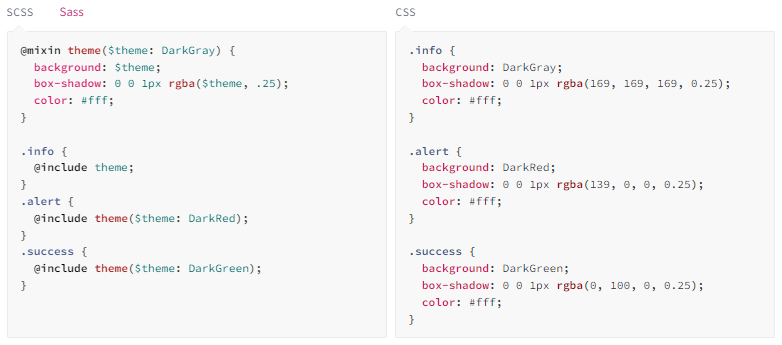 SCSS Sass
@mixin theme($theme: DarkGray) {
  background: $theme;
  box-shadow: 0 0 1px rgba($theme, .25);
  color: #fff;
}

.info {
  @include theme;
}
.alert {
  @include theme($theme: DarkRed);
}
.success {
  @include theme($theme: DarkGreen);
}
CSS
.info {
  background: DarkGray;
  box-shadow: 0 0 1px rgba(169, 169, 169, 0.25);
  color: #fff;
}

.alert {
  background: DarkRed;
  box-shadow: 0 0 1px rgba(139, 0, 0, 0.25);
  color: #fff;
}

.success {
  background: DarkGreen;
  box-shadow: 0 0 1px rgba(0, 100, 0, 0.25);
  color: #fff;
}